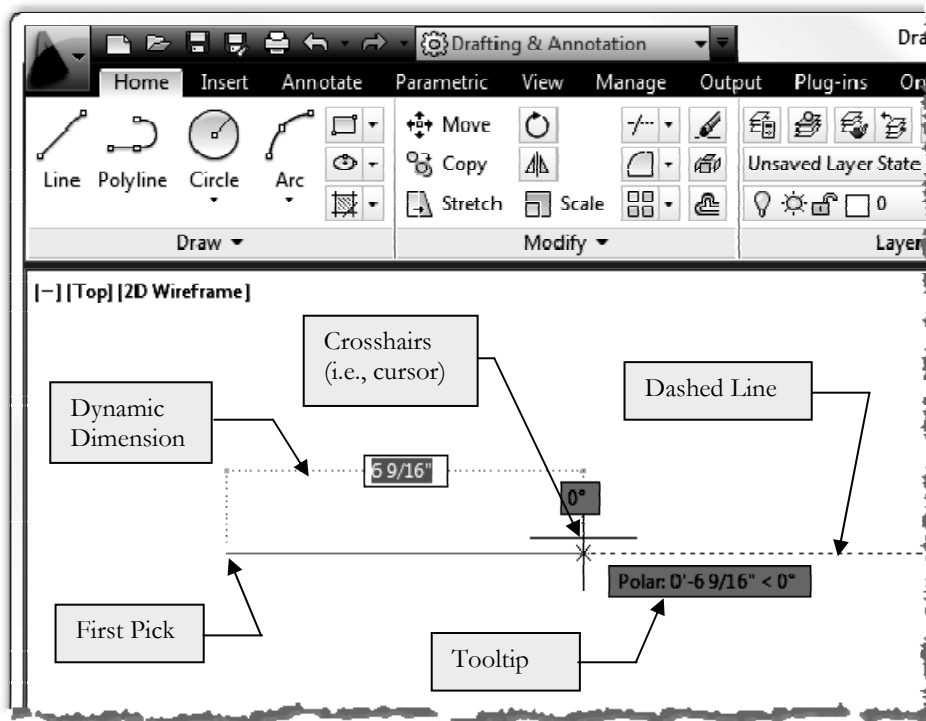 Drafting & Annotation
Home Insert Annotate Parametric View Manage Output Plug-ins
Line Polyline Circle Arc
Move
Copy
Stretch Scale
Unsaved Layer State
0
Draw Modify Layer
[−] [Top] [2D Wireframe]
Crosshairs
(i.e., cursor)
Dashed Line
Dynamic
Dimension
6 9/16"
0°
Polar: 0'-6 9/16" < 0°
First Pick
Tooltip